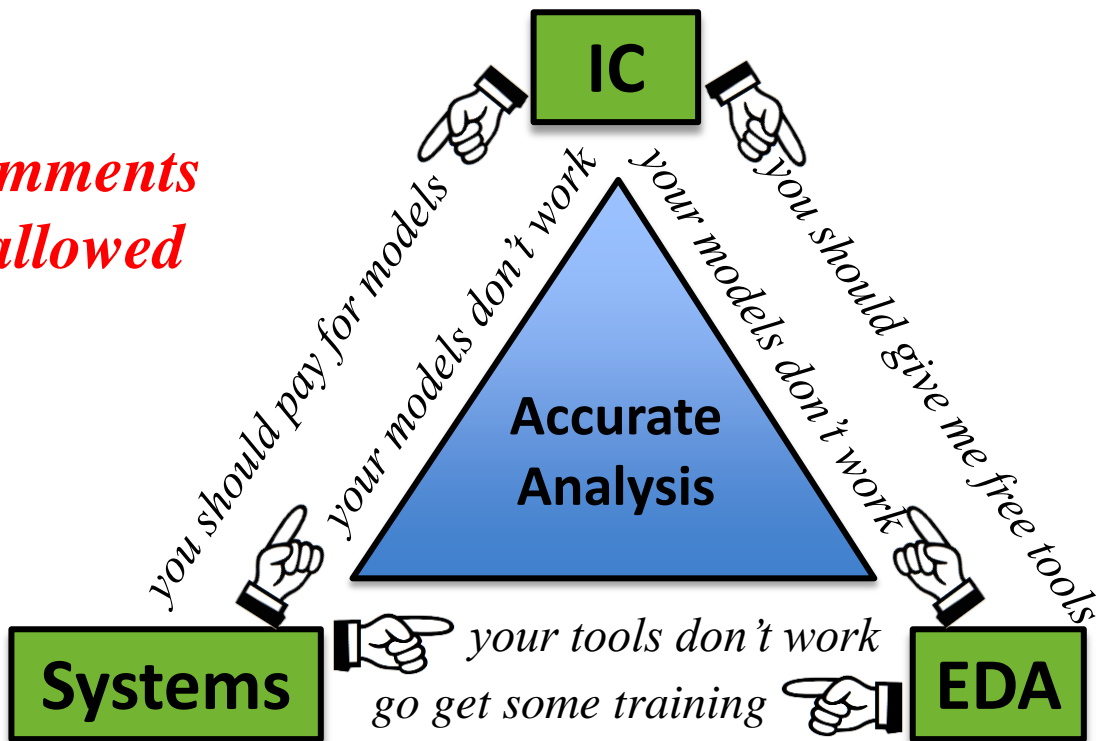 IC
mments
allowed
you should pay for models
your models don't work
your models don't work
you should give me free tools
Accurate
Analysis
your tools don't work
go get some training
Systems
EDA